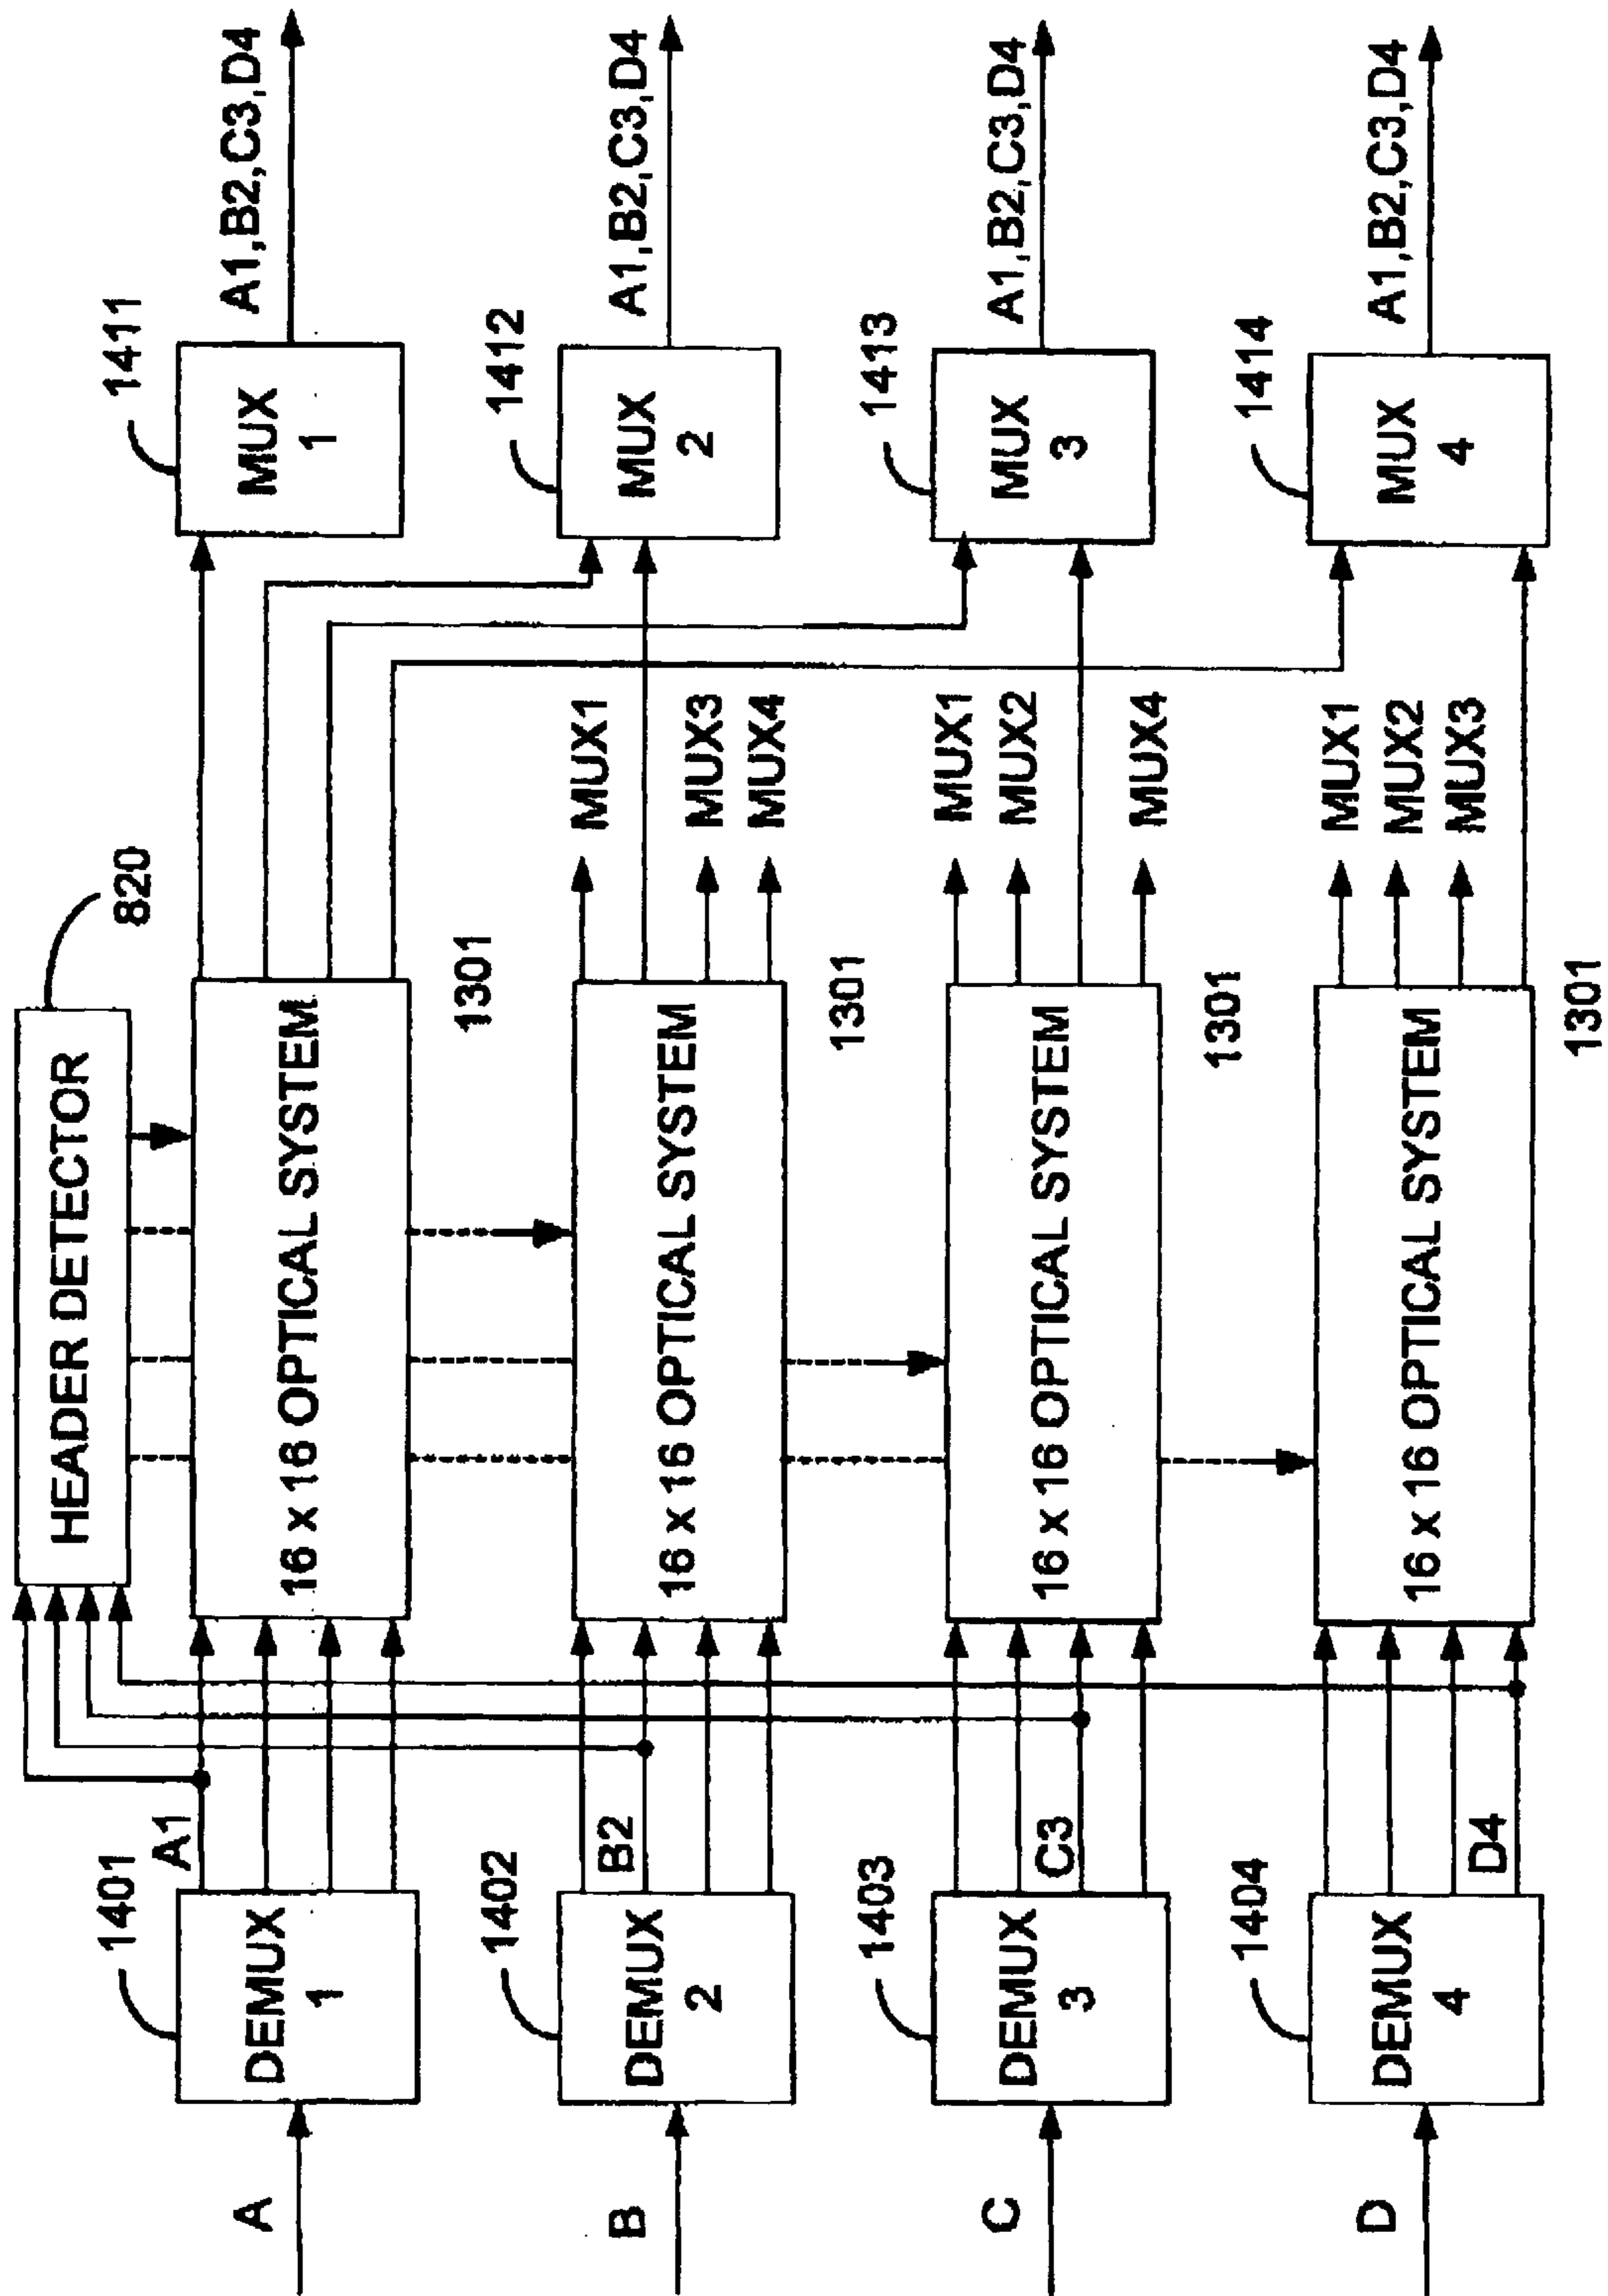 HEADER DETECTOR
820
A
1401
DEMUX
1
A1
16 x 16 OPTICAL SYSTEM
1301
1411
MUX
1
A1,B2,C3,D4
B
1402
DEMUX
2
B2
16 x 16 OPTICAL SYSTEM
1301
MUX1
MUX3
MUX4
1412
MUX
2
A1,B2,C3,D4
C
1403
DEMUX
3
C3
16 x 16 OPTICAL SYSTEM
1301
MUX1
MUX2
MUX4
1413
MUX
3
A1,B2,C3,D4
D
1404
DEMUX
4
D4
16 x 16 OPTICAL SYSTEM
1301
MUX1
MUX2
MUX3
1414
MUX
4
A1,B2,C3,D4